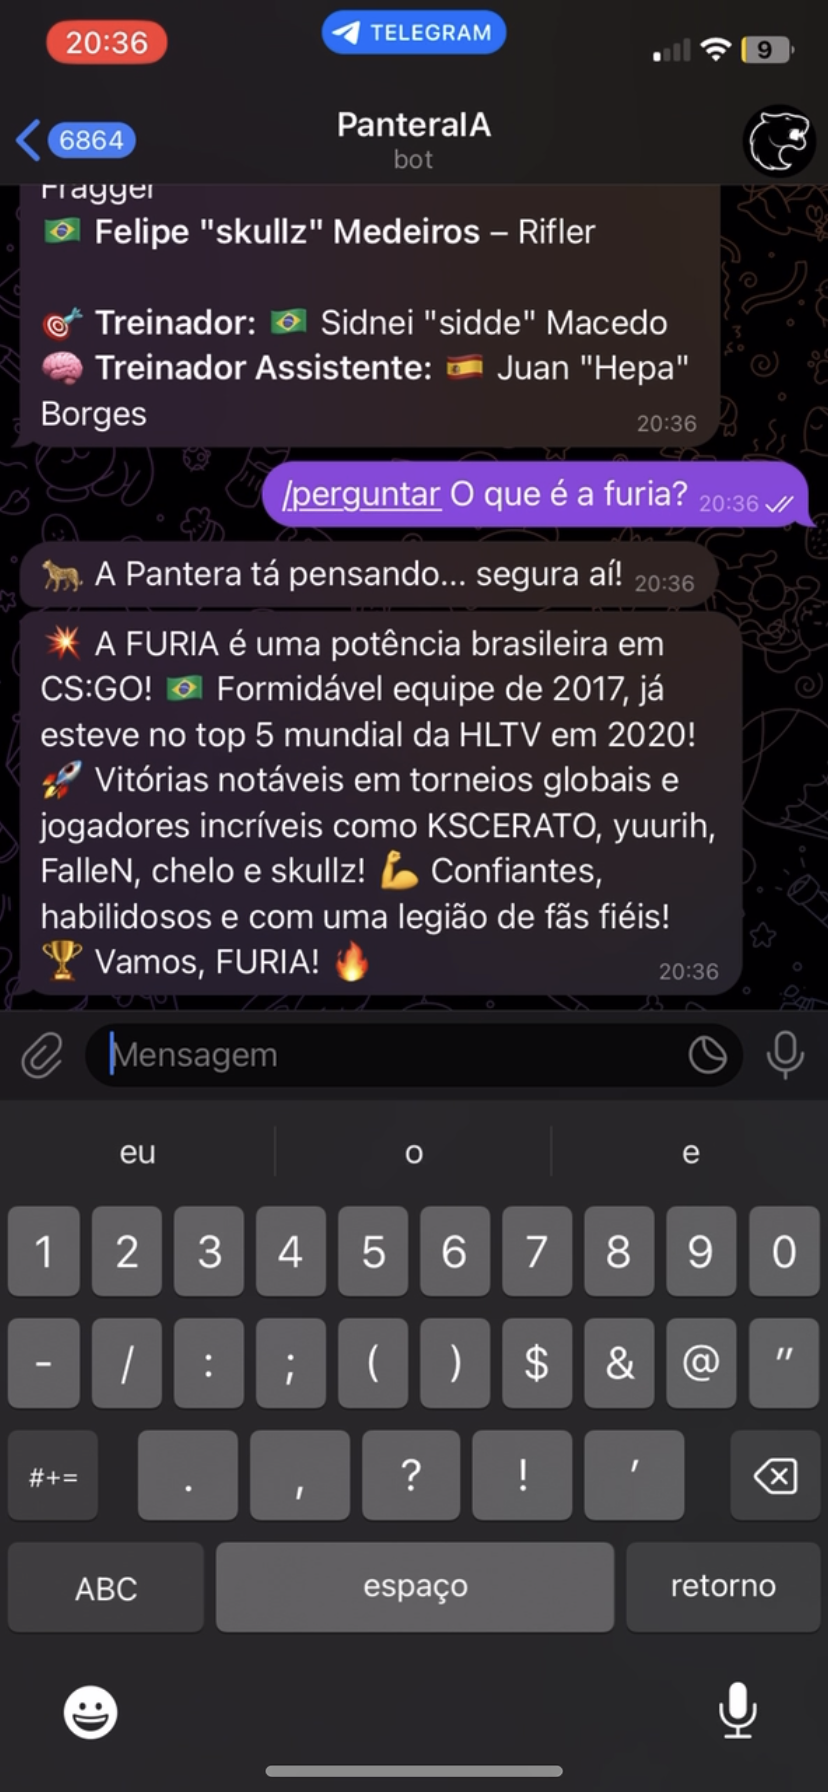 20:36
TELEGRAM
9
6864
PanteraIA
bot
Fragger
🇧🇷 Felipe "skullz" Medeiros – Rifler
🎯 Treinador: 🇧🇷 Sidnei "sidde" Macedo
🧠 Treinador Assistente: 🇪🇸 Juan "Hepa"
Borges
20:36
/perguntar O que é a furia? 20:36
🐆 A Pantera tá pensando... segura aí! 20:36
💥 A FURIA é uma potência brasileira em
CS:GO! 🇧🇷 Formidável equipe de 2017, já
esteve no top 5 mundial da HLTV em 2020!
🚀 Vitórias notáveis em torneios globais e
jogadores incríveis como KSCERATO, yuurih,
FalleN, chelo e skullz! 💪 Confiantes,
habilidosos e com uma legião de fãs fiéis!
🏆 Vamos, FURIA! 🔥
20:36
Mensagem
eu o e
1 2 3 4 5 6 7 8 9 0
- / : ; ( ) $ & @ "
#+= . , ? ! '
ABC espaço retorno